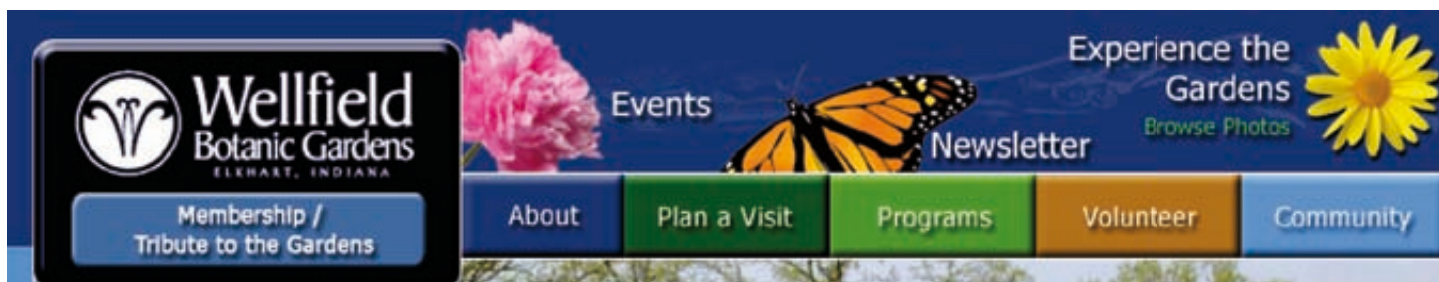 Wellfield
Botanic Gardens
ELKHART, INDIANA
Membership /
Tribute to the Gardens
Events
Newsletter
Experience the
Gardens
Browse Photos
About
Plan a Visit
Programs
Volunteer
Community